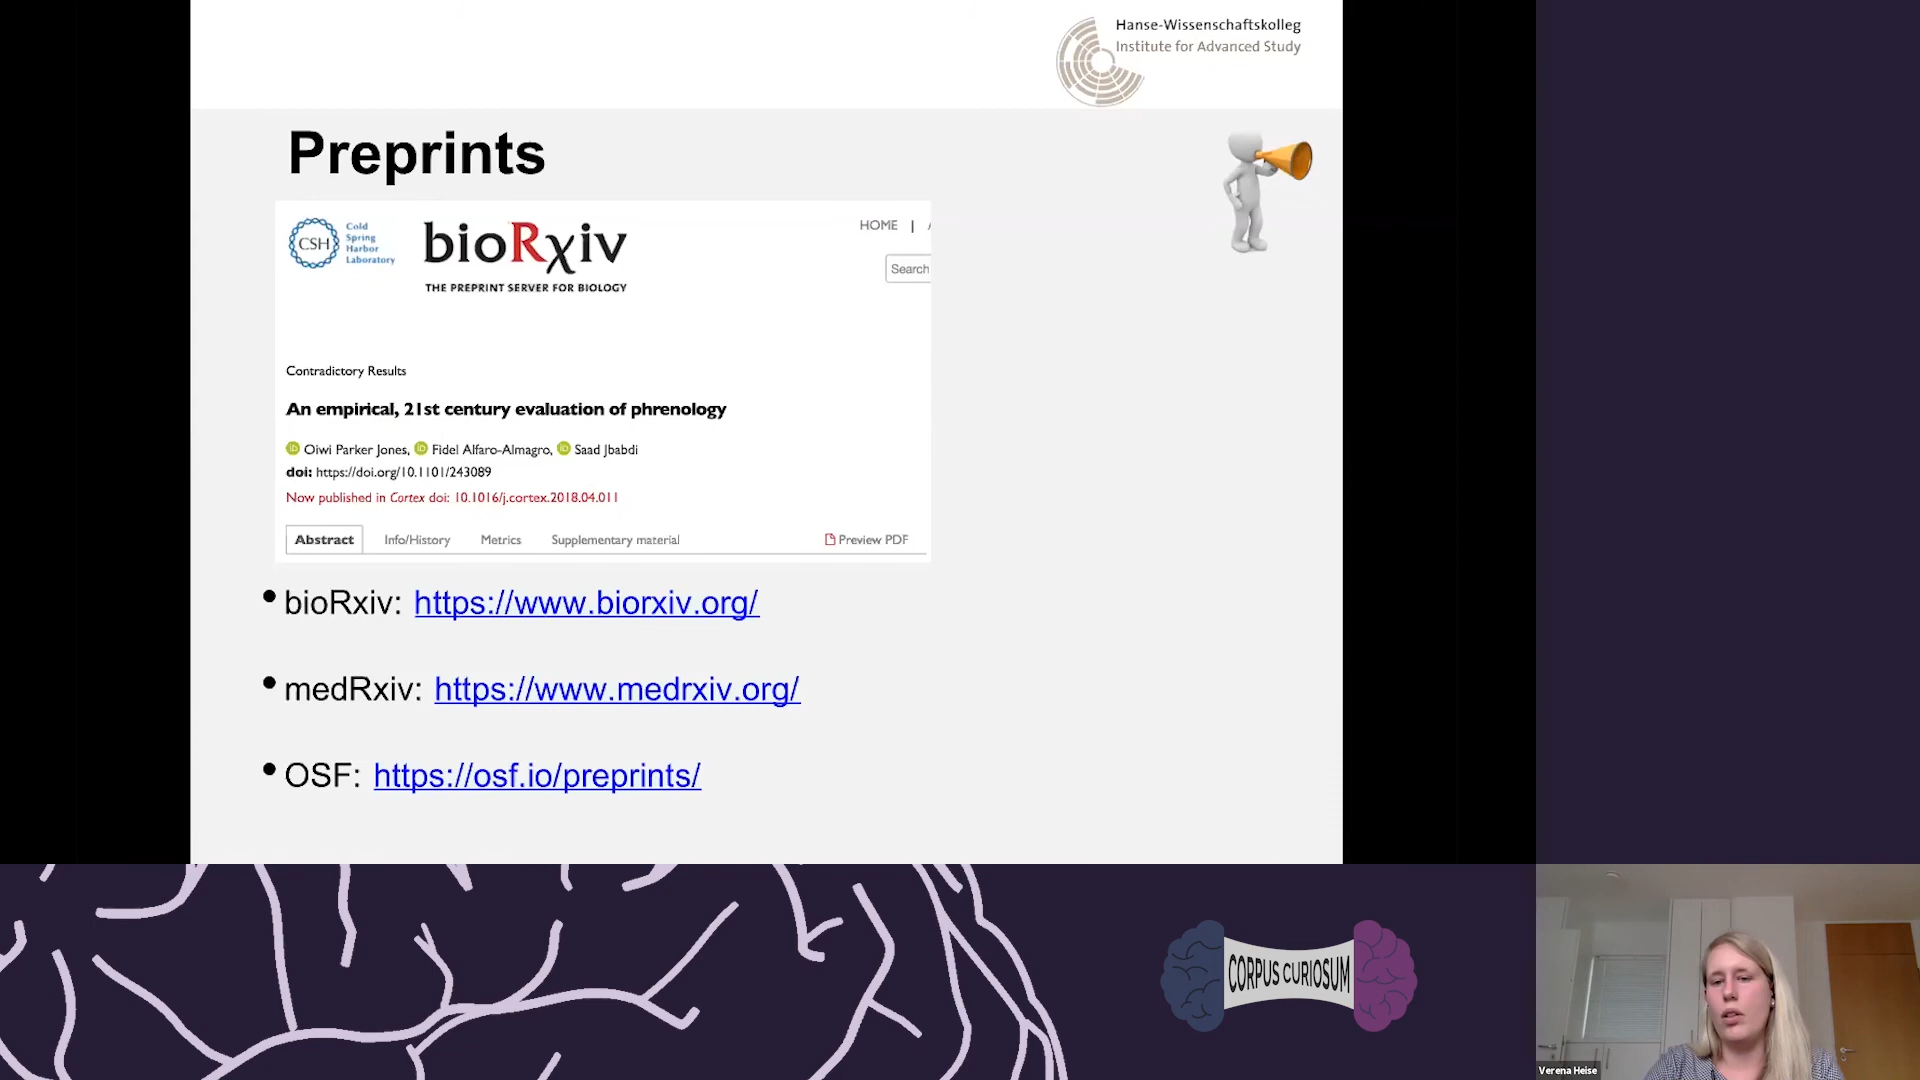 Hanse-Wissenschaftskolleg
Institute for Advanced Study
Preprints
CSH
Cold
Spring
Harbor
Laboratory
bioRχiv
THE PREPRINT SERVER FOR BIOLOGY
HOME |
Search
Contradictory Results
An empirical, 21st century evaluation of phrenology
iD Oiwi Parker Jones, iD Fidel Alfaro-Almagro, iD Saad Jbabdi
doi: https://doi.org/10.1101/243089
Now published in Cortex doi: 10.1016/j.cortex.2018.04.011
Abstract Info/History Metrics Supplementary material Preview PDF
• bioRxiv: https://www.biorxiv.org/
• medRxiv: https://www.medrxiv.org/
• OSF: https://osf.io/preprints/
CORPUS CURIOSUM
Verena Heise